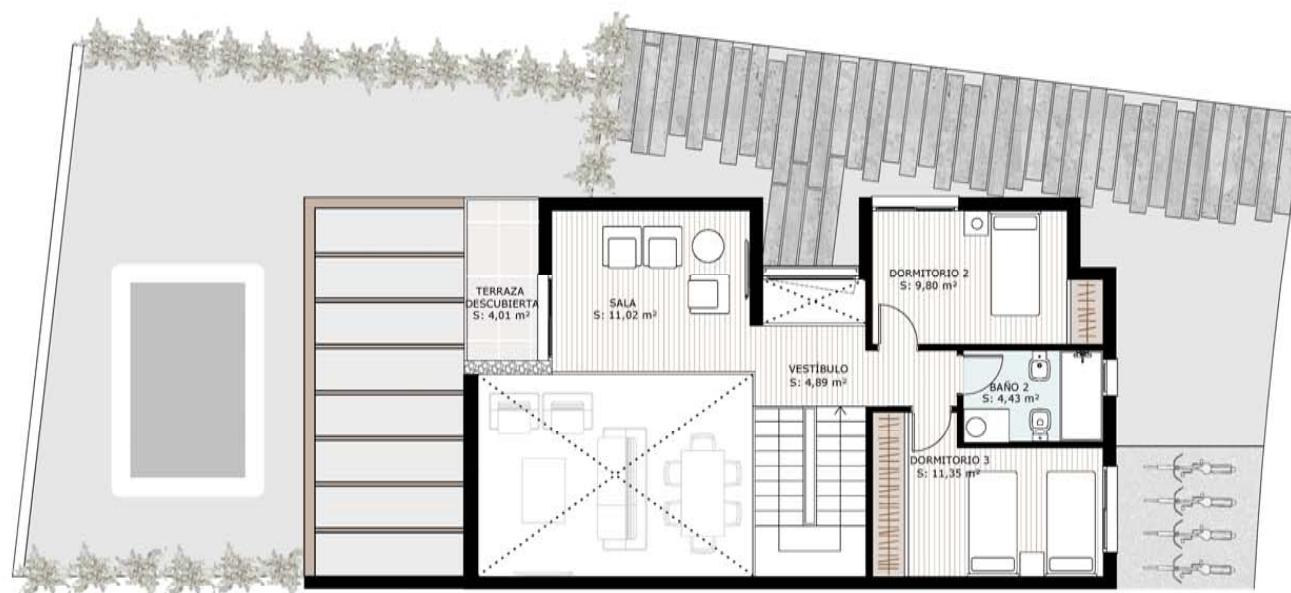 DORMITORIO 2
S: 9,80 m²
TERRAZA
DESCUBIERTA
S: 4,01 m²
SALA
S: 11,02 m²
VESTÍBULO
S: 4,89 m²
BAÑO 2
S: 4,43 m²
DORMITORIO 3
S: 11,35 m²